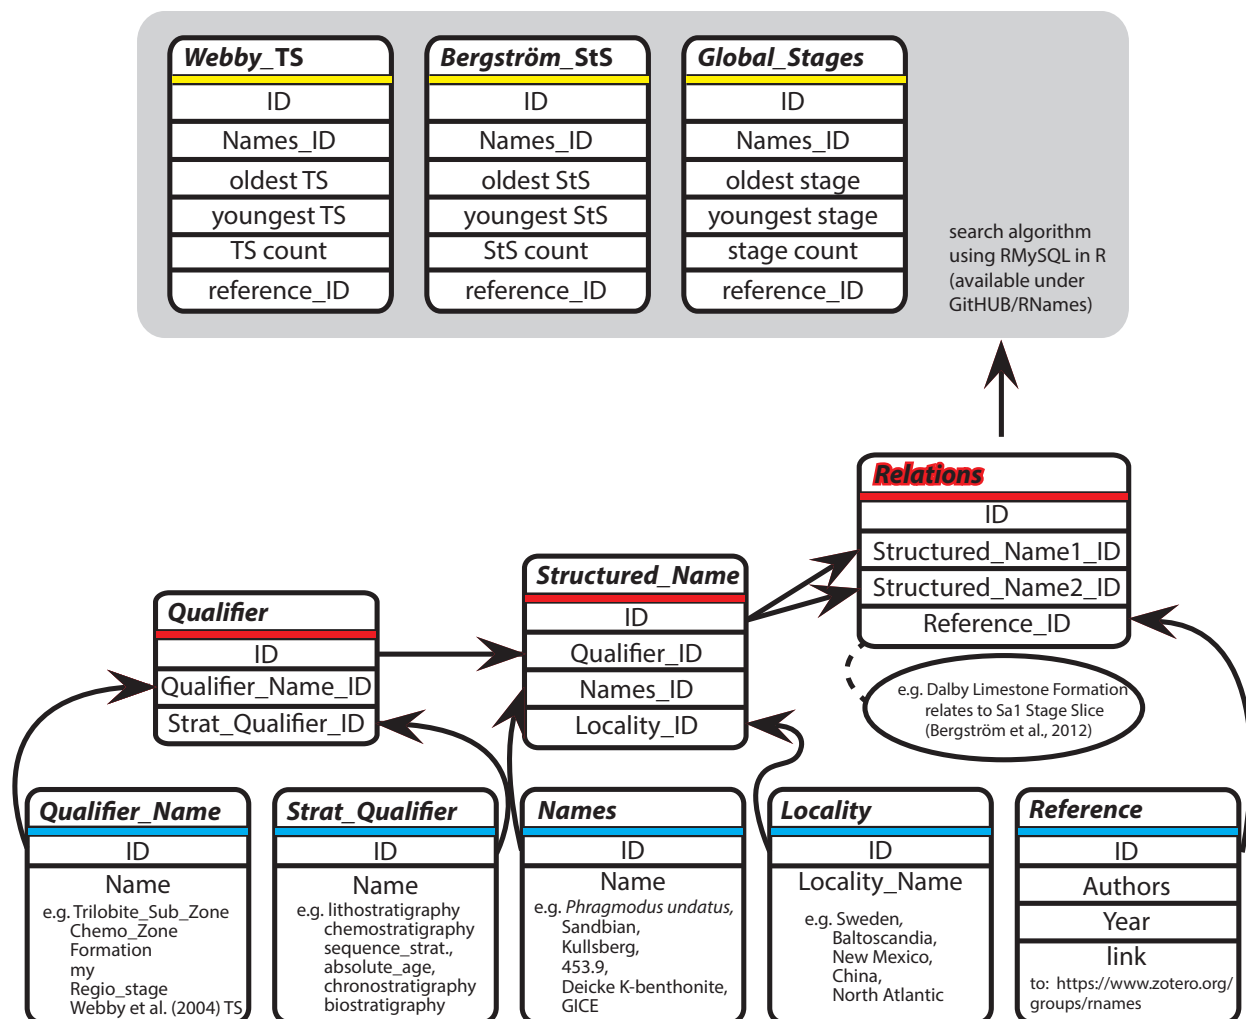 Webby_TS
ID
Names_ID
oldest TS
youngest TS
TS count
reference_ID
Bergström_StS
ID
Names_ID
oldest StS
youngest StS
StS count
reference_ID
Global_Stages
ID
Names_ID
oldest stage
youngest stage
stage count
reference_ID
search algorithm
using RMySQL in R
(available under
GitHUB/RNames)
Relations
ID
Structured_Name1_ID
Structured_Name2_ID
Reference_ID
e.g. Dalby Limestone Formation
relates to Sa1 Stage Slice
(Bergström et al., 2012)
Structured_Name
ID
Qualifier_ID
Names_ID
Locality_ID
Qualifier
ID
Qualifier_Name_ID
Strat_Qualifier_ID
Qualifier_Name
ID
Name
e.g. Trilobite_Sub_Zone
Chemo_Zone
Formation
my
Regio_stage
Webby et al. (2004) TS
Strat_Qualifier
ID
Name
e.g. lithostratigraphy
chemostratigraphy
sequence_strat.,
absolute_age,
chronostratigraphy
biostratigraphy
Names
ID
Name
e.g. Phragmodus undatus,
Sandbian,
Kullsberg,
453.9,
Deicke K-benthonite,
GICE
Locality
ID
Locality_Name
e.g. Sweden,
Baltoscandia,
New Mexico,
China,
North Atlantic
Reference
ID
Authors
Year
link
to: https://www.zotero.org/
groups/rnames